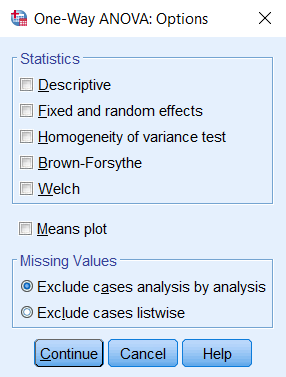 One-Way ANOVA: Options
Statistics
Descriptive
Fixed and random effects
Homogeneity of variance test
Brown-Forsythe
Welch
Means plot
Missing Values
Exclude cases analysis by analysis
Exclude cases listwise
Continue Cancel Help